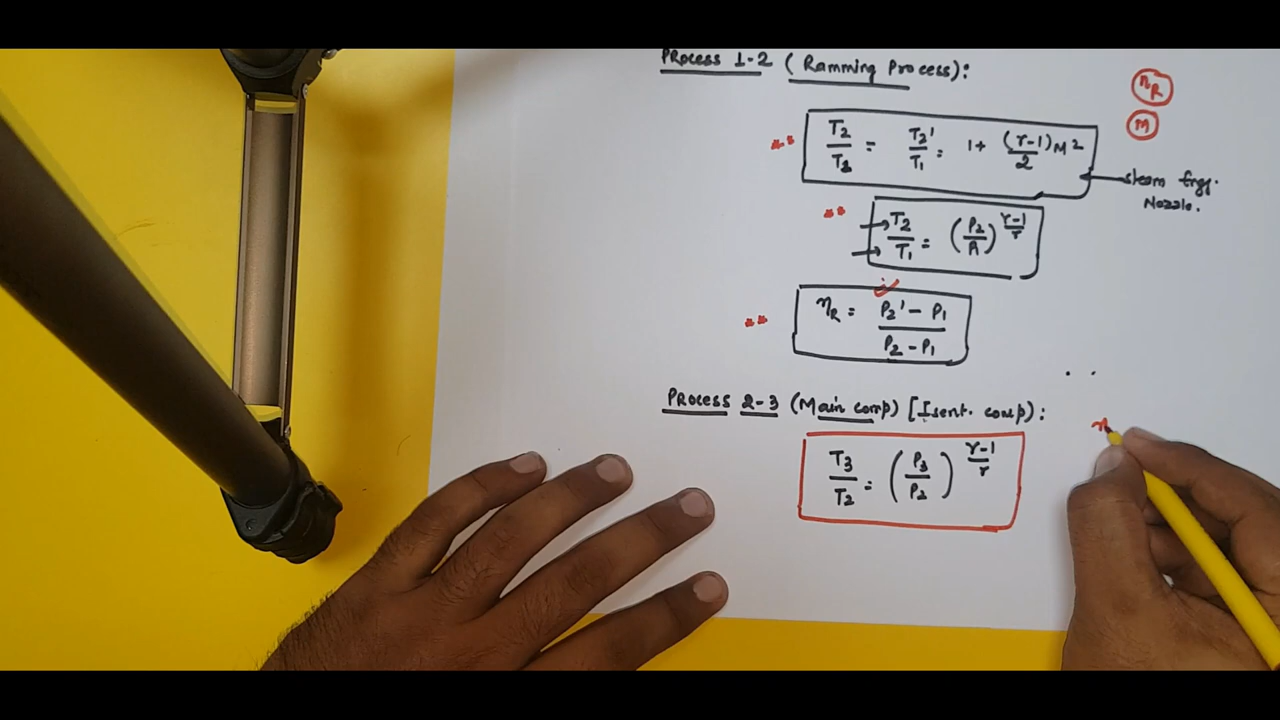 Process 1-2 (Ramming Process):
ηR
M
** T2/T1 = T2'/T1 = 1+ (γ-1)/2 M²
steam Engg.
Nozzle.
** T2/T1 = (P2/P1)^(γ-1)/γ
** ηR = (P2' - P1)/(P2 - P1)
Process 2-3 (Main comp) [Isent. comp):
T3/T2 = (P3/P2)^(γ-1)/γ